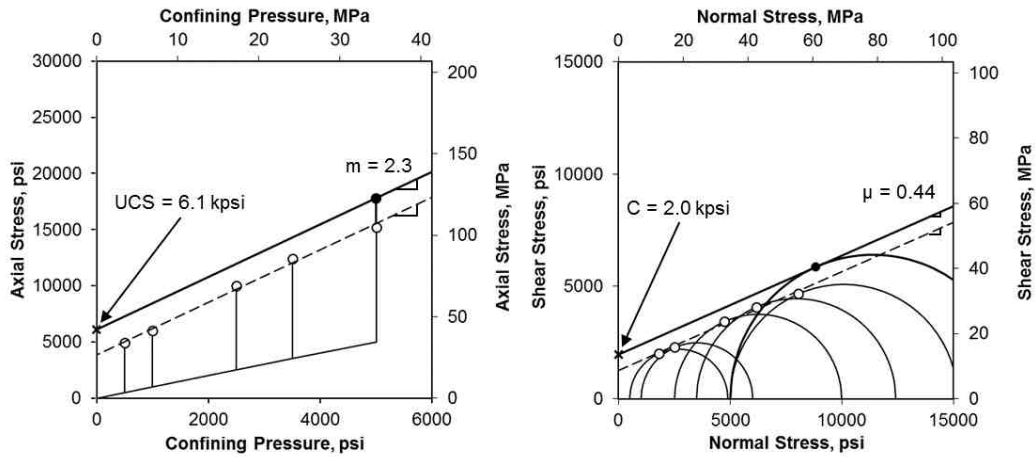 Confining Pressure, MPa
0 10 20 30 40
30000
25000
20000
15000
10000
5000
0
Axial Stress, psi
m = 2.3
UCS = 6.1 kpsi
200
150
100
50
0
Axial Stress, MPa
0 2000 4000 6000
Confining Pressure, psi
Normal Stress, MPa
0 20 40 60 80 100
15000
10000
5000
0
Shear Stress, psi
μ = 0.44
C = 2.0 kpsi
100
80
60
40
20
0
Shear Stress, MPa
0 5000 10000 15000
Normal Stress, psi